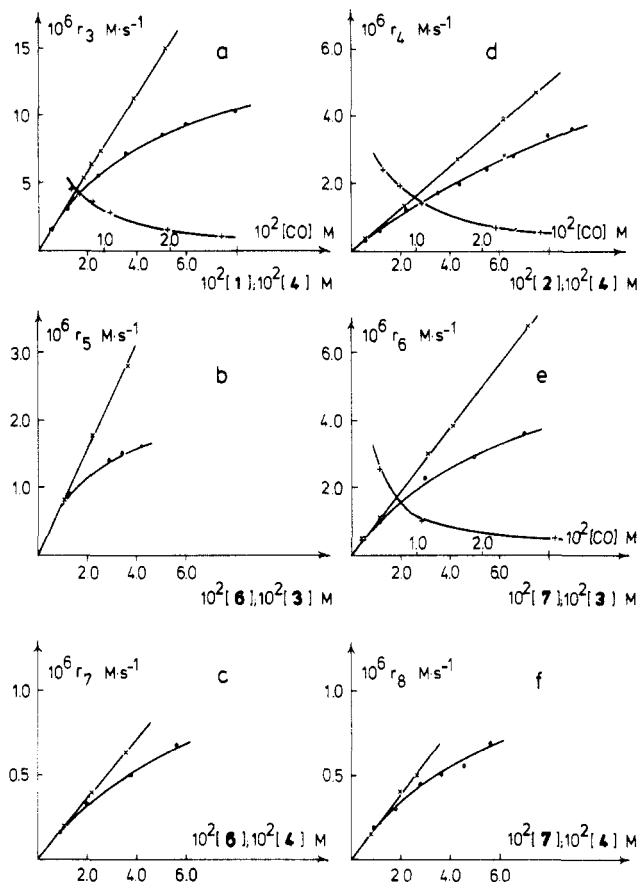 10⁶ r₃ M·s⁻¹
a
15
10
5
1.0 2.0 10²[CO] M
2.0 4.0 6.0
10²[1];10²[4] M
10⁶ r₄ M·s⁻¹
d
6.0
4.0
2.0
1.0 2.0 10²[CO] M
2.0 4.0 6.0
10²[2];10²[4] M
10⁶ r₅ M·s⁻¹
b
3.0
2.0
1.0
2.0 4.0 6.0
10²[6];10²[3] M
10⁶ r₆ M·s⁻¹
e
6.0
4.0
2.0
1.0 2.0 10²[CO] M
2.0 4.0 6.0
10²[7];10²[3] M
10⁶ r₇ M·s⁻¹
c
1.0
0.5
10²[6];10²[4] M
2.0 4.0 6.0
10⁶ r₈ M·s⁻¹
f
1.0
0.5
10²[7];10²[4] M
2.0 4.0 6.0